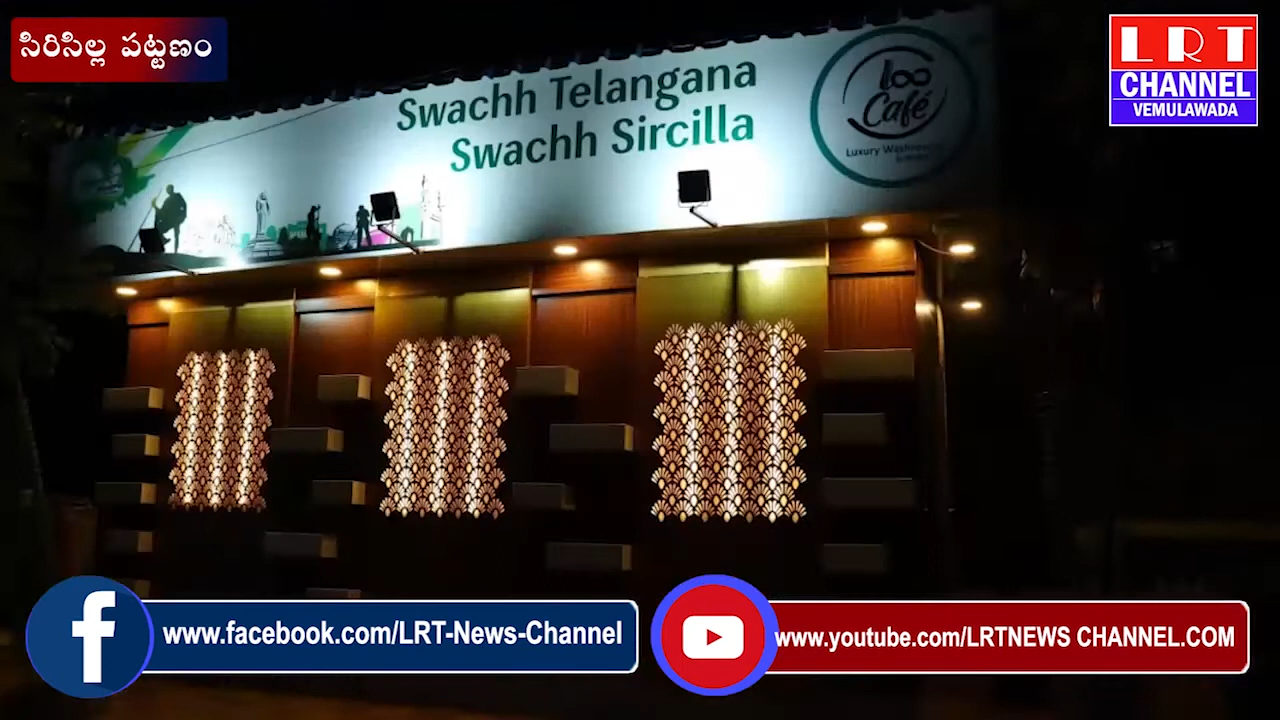 సిరిసిల్ల పట్టణం
LRT
CHANNEL
VEMULAWADA
Swachh Telangana
Swachh Sircilla
loo
Café
Luxury
www.facebook.com/LRT-News-Channel
www.youtube.com/LRTNEWS CHANNEL.COM